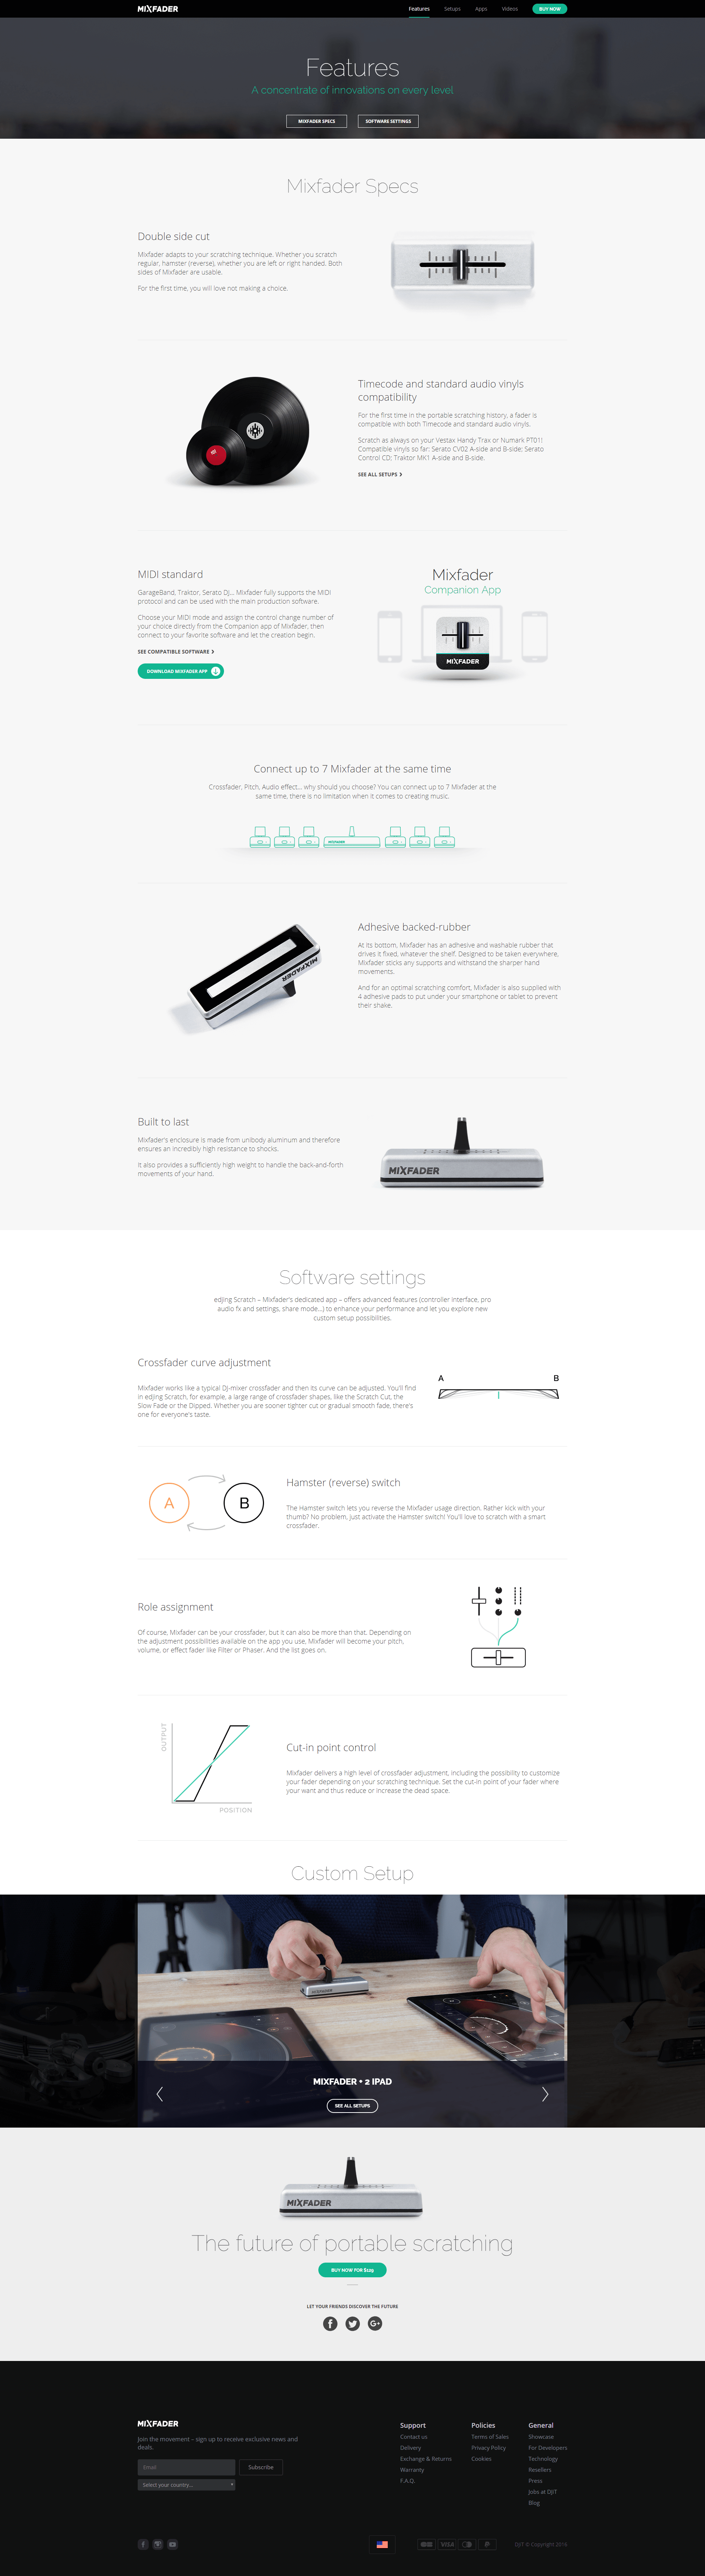 MIXFADER
Features
Setups
Apps
Videos
BUY NOW
Features
A concentrate of innovations on every level
MIXFADER SPECS
SOFTWARE SETTINGS
Mixfader Specs
Double side cut
Mixfader adapts to your scratching technique. Whether you scratch
regular, hamster (reverse), whether you are left or right handed. Both
sides of Mixfader are usable.
For the first time, you will love not making a choice.
Timecode and standard audio vinyls
compatibility
For the first time in the portable scratching history, a fader is
compatible with both Timecode and standard audio vinyls.
Scratch as always on your Vestax Handy Trax or Numark PT01!
Compatible vinyls so far: Serato CV02 A-side and B-side; Serato
Control CD; Traktor MK1 A-side and B-side.
SEE ALL SETUPS
MIDI standard
GarageBand, Traktor, Serato DJ... Mixfader fully supports the MIDI
protocol and can be used with the main production software.
Choose your MIDI mode and assign the control change number of
your choice directly from the Companion app of Mixfader, then
connect to your favorite software and let the creation begin.
SEE COMPATIBLE SOFTWARE
DOWNLOAD MIXFADER APP
Mixfader
Companion App
MIXFADER
Connect up to 7 Mixfader at the same time
Crossfader, Pitch, Audio effect... why should you choose? You can connect up to 7 Mixfader at the
same time, there is no limitation when it comes to creating music.
MIXFADER
Adhesive backed-rubber
At its bottom, Mixfader has an adhesive and washable rubber that
drives it fixed, whatever the shelf. Designed to be taken everywhere,
Mixfader sticks any supports and withstand the sharper hand
movements.
And for an optimal scratching comfort, Mixfader is also supplied with
4 adhesive pads to put under your smartphone or tablet to prevent
their shake.
MIXFADER
Built to last
Mixfader's enclosure is made from unibody aluminum and therefore
ensures an incredibly high resistance to shocks.
It also provides a sufficiently high weight to handle the back-and-forth
movements of your hand.
MIXFADER
Software settings
edjing Scratch – Mixfader's dedicated app – offers advanced features (controller interface, pro
audio fx and settings, share mode...) to enhance your performance and let you explore new
custom setup possibilities.
Crossfader curve adjustment
Mixfader works like a typical DJ-mixer crossfader and then its curve can be adjusted. You'll find
in edjing Scratch, for example, a large range of crossfader shapes, like the Scratch Cut, the
Slow Fade or the Dipped. Whether you are sooner tighter cut or gradual smooth fade, there's
one for everyone's taste.
A
B
A
B
Hamster (reverse) switch
The Hamster switch lets you reverse the Mixfader usage direction. Rather kick with your
thumb? No problem, just activate the Hamster switch! You'll love to scratch with a smart
crossfader.
Role assignment
Of course, Mixfader can be your crossfader, but it can also be more than that. Depending on
the adjustment possibilities available on the app you use, Mixfader will become your pitch,
volume, or effect fader like Filter or Phaser. And the list goes on.
OUTPUT
POSITION
Cut-in point control
Mixfader delivers a high level of crossfader adjustment, including the possibility to customize
your fader depending on your scratching technique. Set the cut-in point of your fader where
your want and thus reduce or increase the dead space.
Custom Setup
MIXFADER
MIXFADER + 2 IPAD
SEE ALL SETUPS
MIXFADER
The future of portable scratching
BUY NOW FOR $129
LET YOUR FRIENDS DISCOVER THE FUTURE
MIXFADER
Join the movement – sign up to receive exclusive news and
deals.
Email
Subscribe
Select your country...
Support
Contact us
Delivery
Exchange & Returns
Warranty
F.A.Q.
Policies
Terms of Sales
Privacy Policy
Cookies
General
Showcase
For Developers
Technology
Resellers
Press
Jobs at DJiT
Blog
VISA
DJiT © Copyright 2016